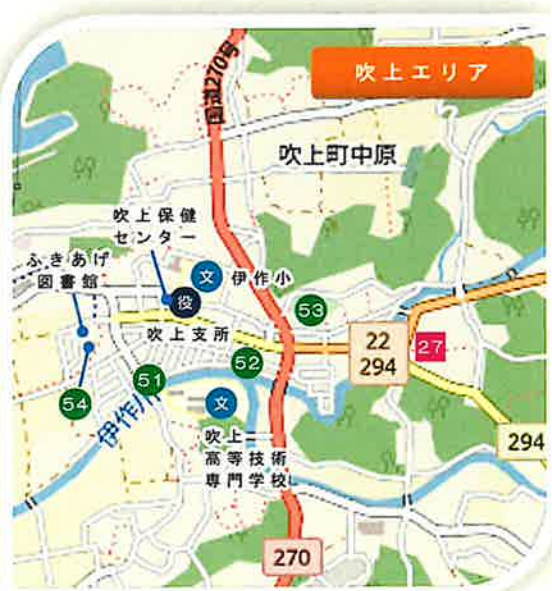 吹上エリア
国道270号
吹上町中原
吹上保健
センター
ふきあげ
図書館
文
伊作小
役
53
吹上支所
22
294
27
52
51
54
伊作川
文
吹上
高等技術
専門学校
294
270